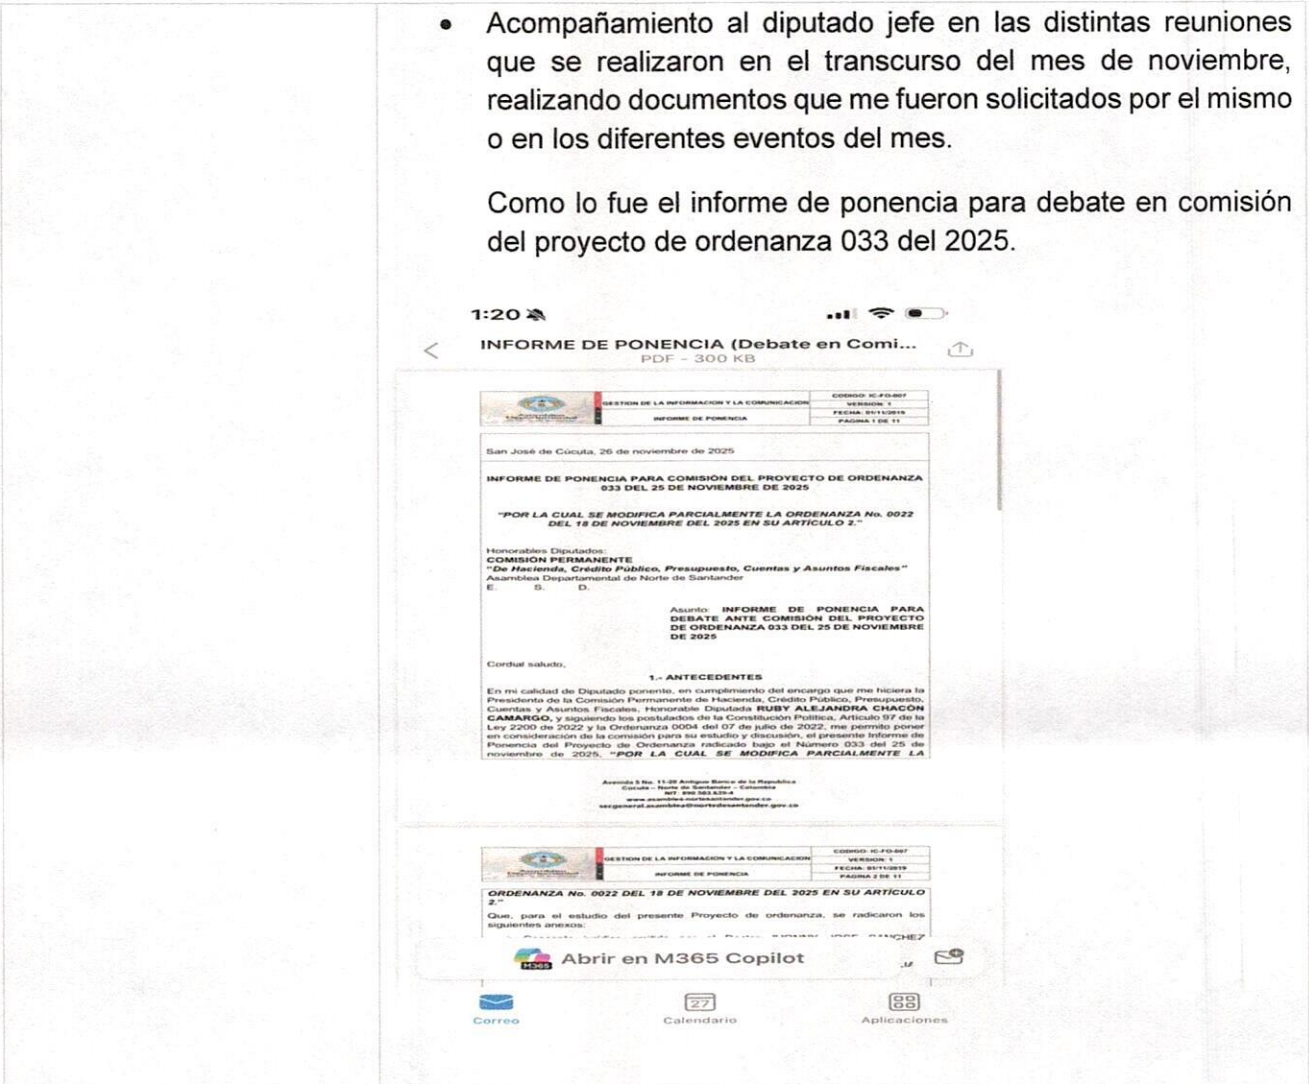 • Acompañamiento al diputado jefe en las distintas reuniones
que se realizaron en el transcurso del mes de noviembre,
realizando documentos que me fueron solicitados por el mismo
o en los diferentes eventos del mes.
Como lo fue el informe de ponencia para debate en comisión
del proyecto de ordenanza 033 del 2025.
1:20
INFORME DE PONENCIA (Debate en Comi...
PDF - 300 KB
GESTION DE LA INFORMACION Y LA COMUNICACION
INFORME DE PONENCIA
CODIGO: IC-FO-007
VERSION: 1
FECHA: 01/11/2019
PAGINA 1 DE 11
San José de Cúcuta, 26 de noviembre de 2025
INFORME DE PONENCIA PARA COMISIÓN DEL PROYECTO DE ORDENANZA
033 DEL 25 DE NOVIEMBRE DE 2025
"POR LA CUAL SE MODIFICA PARCIALMENTE LA ORDENANZA No. 0022
DEL 18 DE NOVIEMBRE DEL 2025 EN SU ARTÍCULO 2."
Honorables Diputados:
COMISIÓN PERMANENTE
"De Hacienda, Crédito Público, Presupuesto, Cuentas y Asuntos Fiscales"
Asamblea Departamental de Norte de Santander
E. S. D.
Asunto: INFORME DE PONENCIA PARA
DEBATE ANTE COMISIÓN DEL PROYECTO
DE ORDENANZA 033 DEL 25 DE NOVIEMBRE
DE 2025
Cordial saludo,
1.- ANTECEDENTES
En mi calidad de Diputado ponente, en cumplimiento del encargo que me hiciera la
Presidenta de la Comisión Permanente de Hacienda, Crédito Público, Presupuesto,
Cuentas y Asuntos Fiscales, Honorable Diputada RUBY ALEJANDRA CHACÓN
CAMARGO, y siguiendo los postulados de la Constitución Política, Artículo 97 de la
Ley 2200 de 2022 y la Ordenanza 0004 del 07 de julio de 2022, me permito poner
en consideración de la comisión para su estudio y discusión, el presente Informe de
Ponencia del Proyecto de Ordenanza radicado bajo el Número 033 del 25 de
noviembre de 2025, "POR LA CUAL SE MODIFICA PARCIALMENTE LA
Avenida 5 No. 11-20 Antiguo Banco de la Republica
Cúcuta – Norte de Santander – Colombia
www.asamblea-nortesantander.gov.co
secgeneral.asamblea@nortedesantander.gov.co
GESTION DE LA INFORMACION Y LA COMUNICACION
INFORME DE PONENCIA
CODIGO: IC-FO-007
VERSION: 1
FECHA: 01/11/2019
PAGINA 2 DE 11
ORDENANZA No. 0022 DEL 18 DE NOVIEMBRE DEL 2025 EN SU ARTÍCULO
2."
Que, para el estudio del presente Proyecto de ordenanza, se radicaron los
siguientes anexos:
M365
Abrir en M365 Copilot
27
Correo
Calendario
Aplicaciones